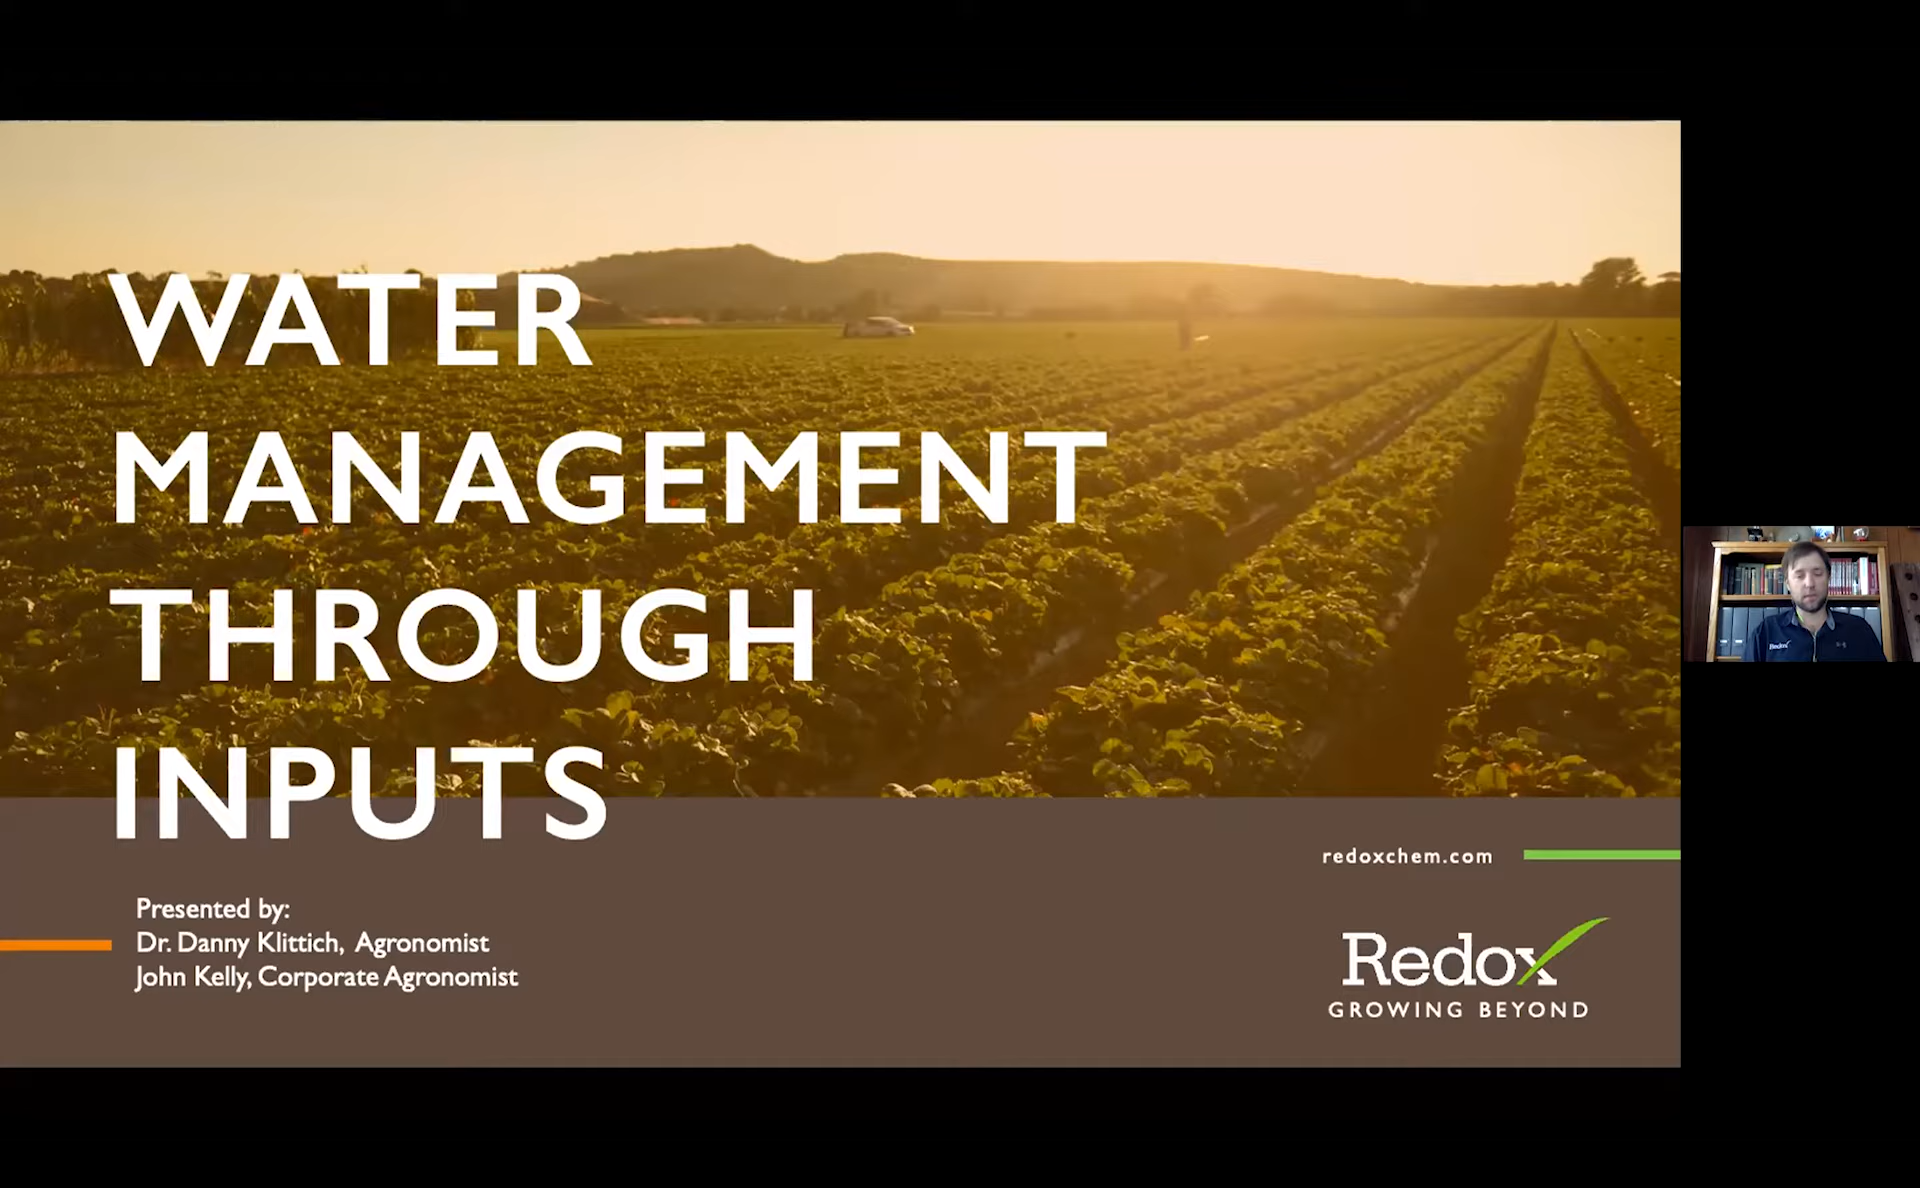 WATER
MANAGEMENT
THROUGH
INPUTS
Presented by:
Dr. Danny Klittich, Agronomist
John Kelly, Corporate Agronomist
redoxchem.com
Redox
GROWING BEYOND
Redox